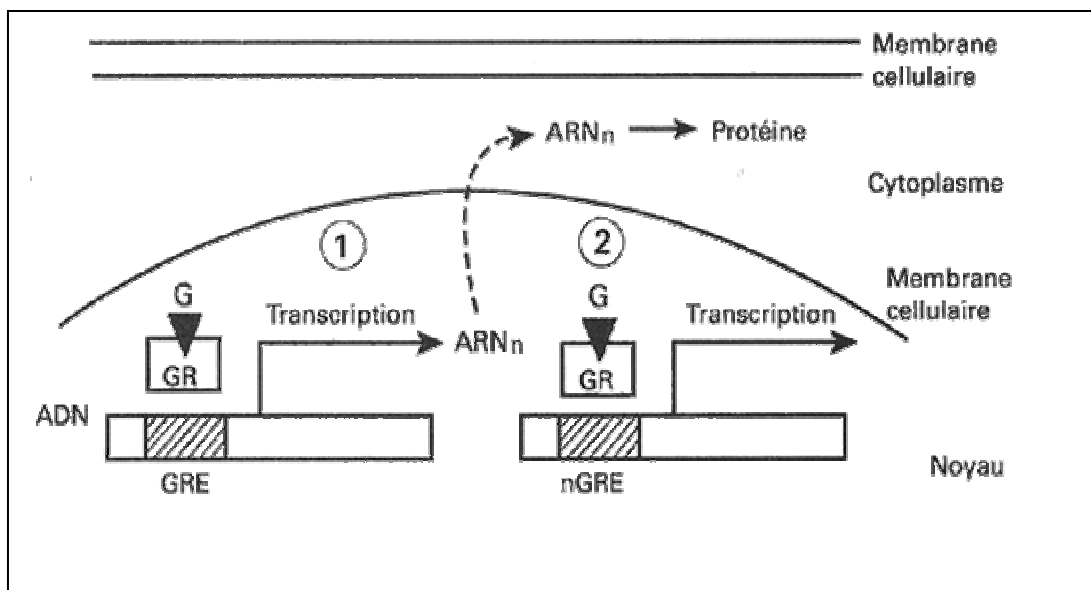 Membrane
cellulaire
ARNn → Protéine
Cytoplasme
1
2
Membrane
cellulaire
G
Transcription
ARNn
G
Transcription
GR
GR
ADN
GRE
nGRE
Noyau